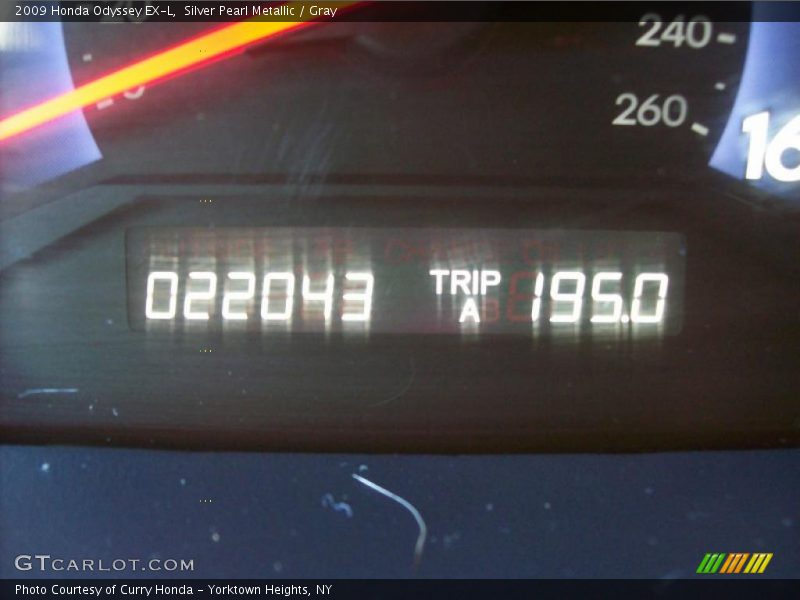 2009 Honda Odyssey EX-L,  Silver Pearl Metallic / Gray
240
260
16
022043 TRIP A 195.0
GTCARLOT.COM
Photo Courtesy of Curry Honda - Yorktown Heights, NY